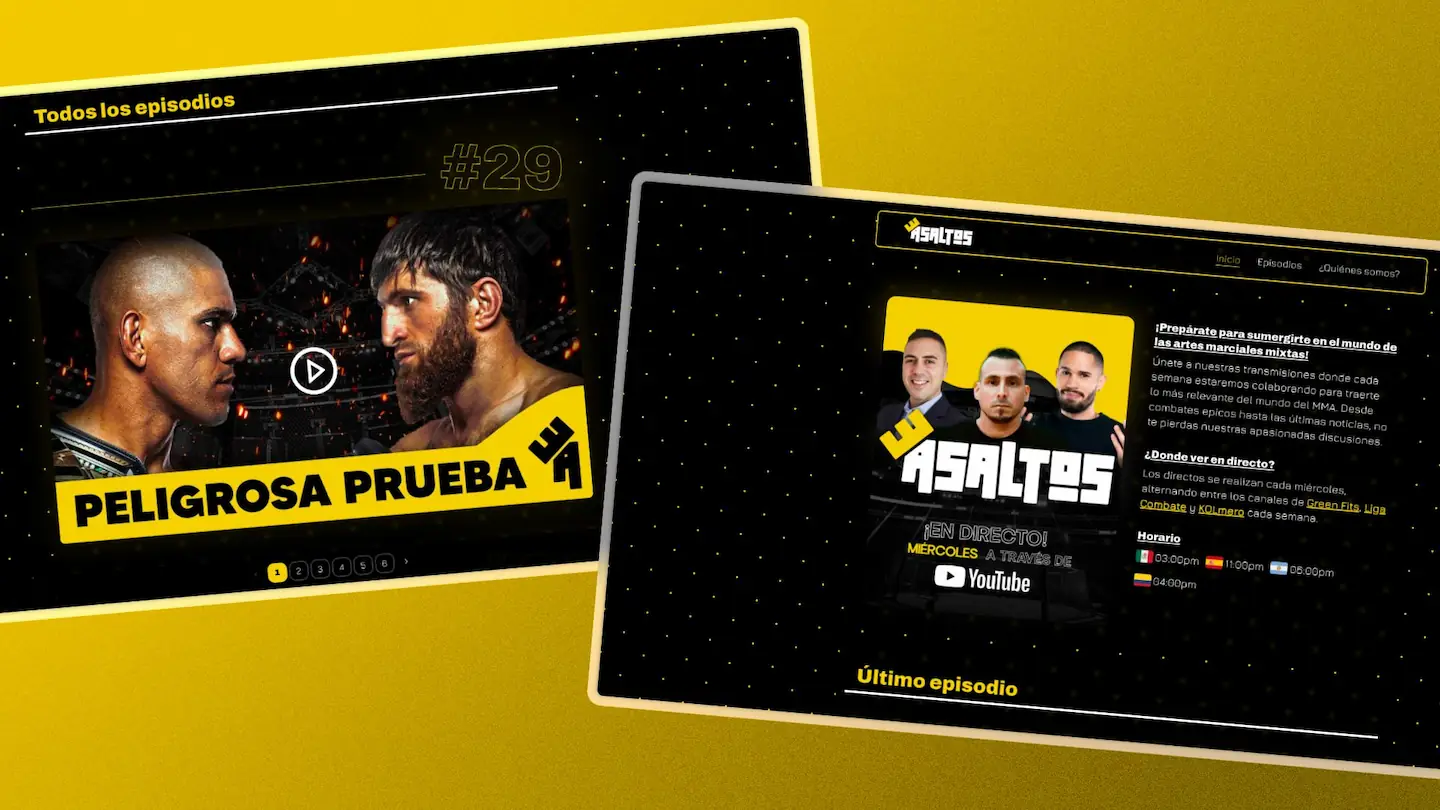 Todos los episodios
#29
PELIGROSA PRUEBA
1 2 3 4 5 6 ›
ASALTOS
Inicio Episodios ¿Quiénes somos?
¡Prepárate para sumergirte en el mundo de
las artes marciales mixtas!
Únete a nuestras transmisiones donde cada
semana estaremos colaborando para traerte
lo más relevante del mundo del MMA. Desde
combates epicos hasta las últimas noticias, no
te pierdas nuestras apasionadas discusiones.
¿Donde ver en directo?
Los directos se realizan cada miércoles,
alternando entre los canales de Green Fits, Liga
Combate y KOLmero cada semana.
Horario
03:00pm 11:00pm 06:00pm
04:00pm
3 ASALTOS
¡EN DIRECTO!
MIÉRCOLES A TRAVÉS DE
YouTube
Último episodio